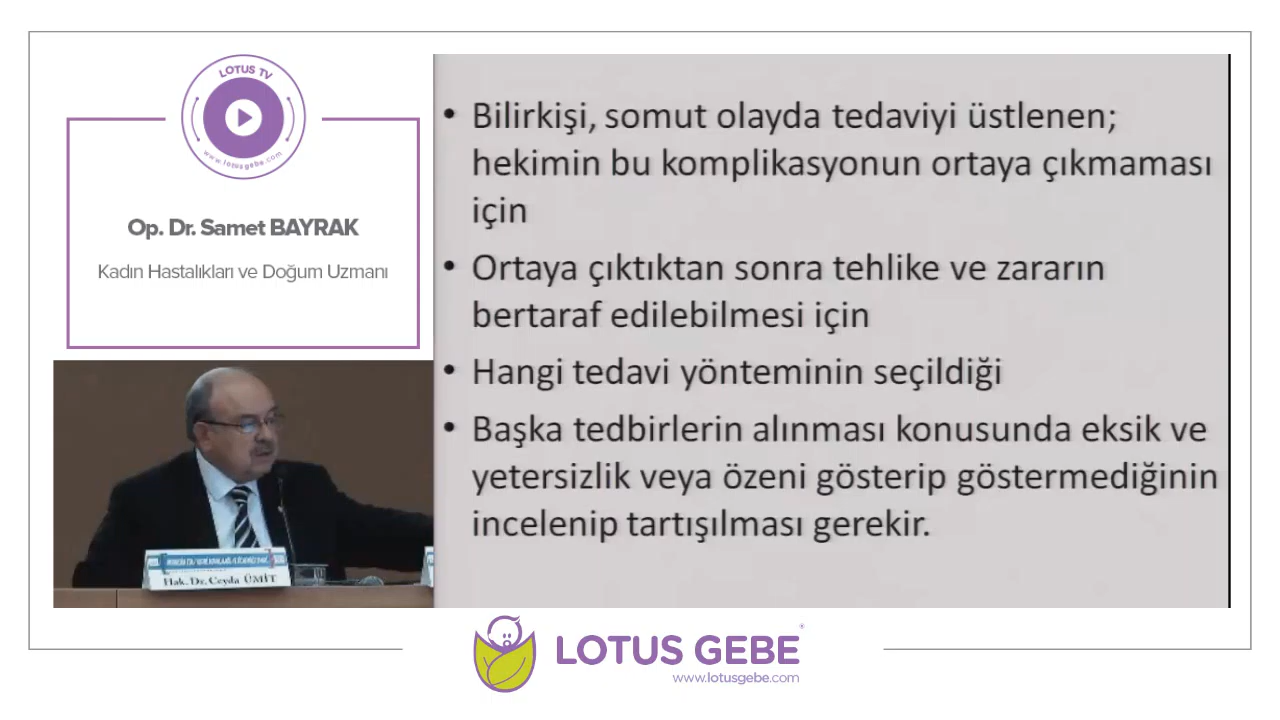 LOTUS TV
www.lotusgebe.com
Op. Dr. Samet BAYRAK
Kadın Hastalıkları ve Doğum Uzmanı
• Bilirkişi, somut olayda tedaviyi üstlenen;
hekimin bu komplikasyonun ortaya çıkmaması
için
• Ortaya çıktıktan sonra tehlike ve zararın
bertaraf edilebilmesi için
• Hangi tedavi yönteminin seçildiği
• Başka tedbirlerin alınması konusunda eksik ve
yetersizlik veya özeni gösterip göstermediğinin
incelenip tartışılması gerekir.
Hak. Dr. Ceyda ÜMİT
LOTUS GEBE®
www.lotusgebe.com